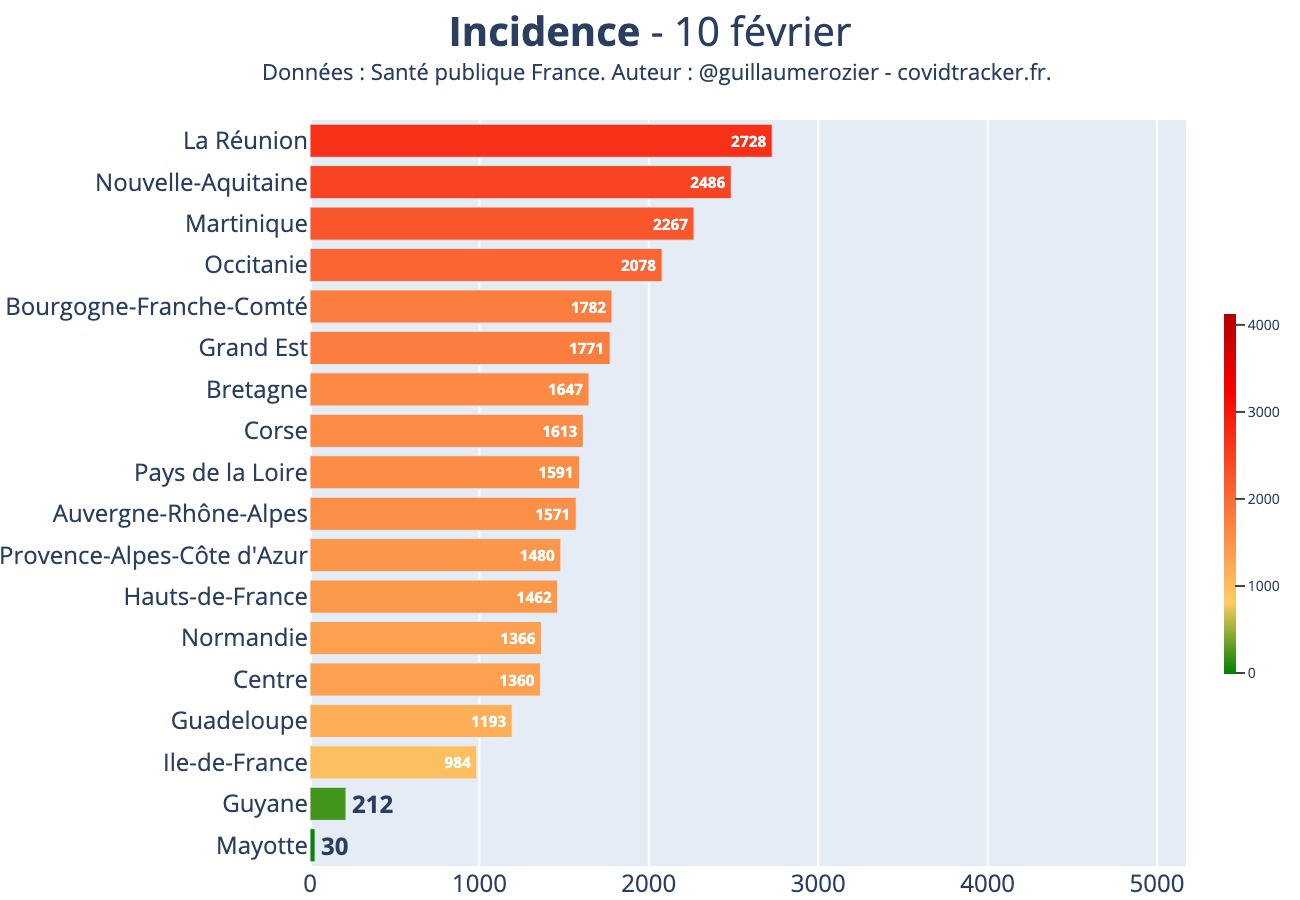 Incidence - 10 février
Données : Santé publique France. Auteur : @guillaumerozier - covidtracker.fr.
La Réunion 2728
Nouvelle-Aquitaine 2486
Martinique 2267
Occitanie 2078
Bourgogne-Franche-Comté 1782
Grand Est 1771
Bretagne 1647
Corse 1613
Pays de la Loire 1591
Auvergne-Rhône-Alpes 1571
Provence-Alpes-Côte d'Azur 1480
Hauts-de-France 1462
Normandie 1366
Centre 1360
Guadeloupe 1193
Ile-de-France 984
Guyane 212
Mayotte 30
0 1000 2000 3000 4000 5000
4000
3000
2000
1000
0